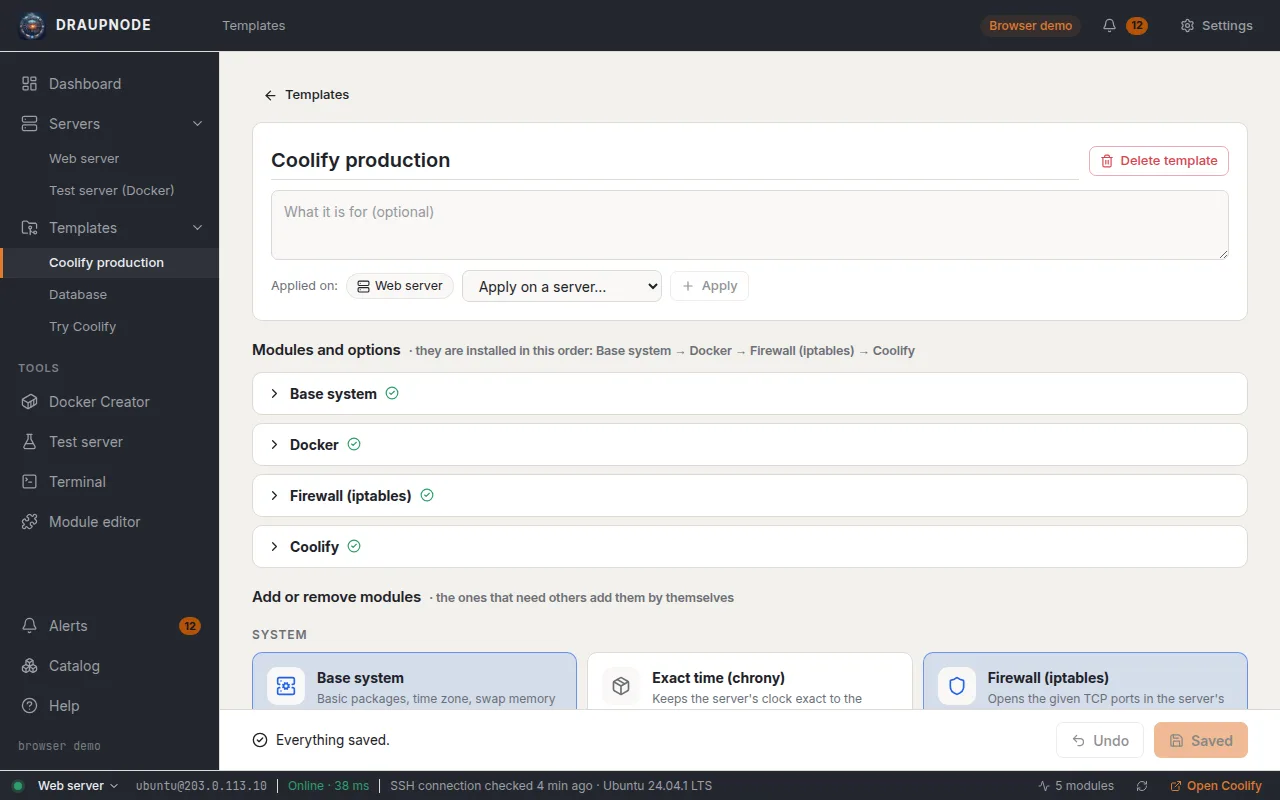 DRAUPNODE
Templates
Browser demo
12
Settings
Dashboard
Servers
Web server
Test server (Docker)
Templates
Coolify production
Database
Try Coolify
TOOLS
Docker Creator
Test server
Terminal
Module editor
Alerts
12
Catalog
Help
browser demo
Templates
Coolify production
Delete template
What it is for (optional)
Applied on:
Web server
Apply on a server...
Apply
Modules and options · they are installed in this order: Base system → Docker → Firewall (iptables) → Coolify
Base system
Docker
Firewall (iptables)
Coolify
Add or remove modules · the ones that need others add them by themselves
SYSTEM
Base system
Basic packages, time zone, swap memory
Exact time (chrony)
Keeps the server's clock exact to the
Firewall (iptables)
Opens the given TCP ports in the server's
Everything saved.
Undo
Saved
Web server
ubuntu@203.0.113.10
Online · 38 ms
SSH connection checked 4 min ago · Ubuntu 24.04.1 LTS
5 modules
Open Coolify